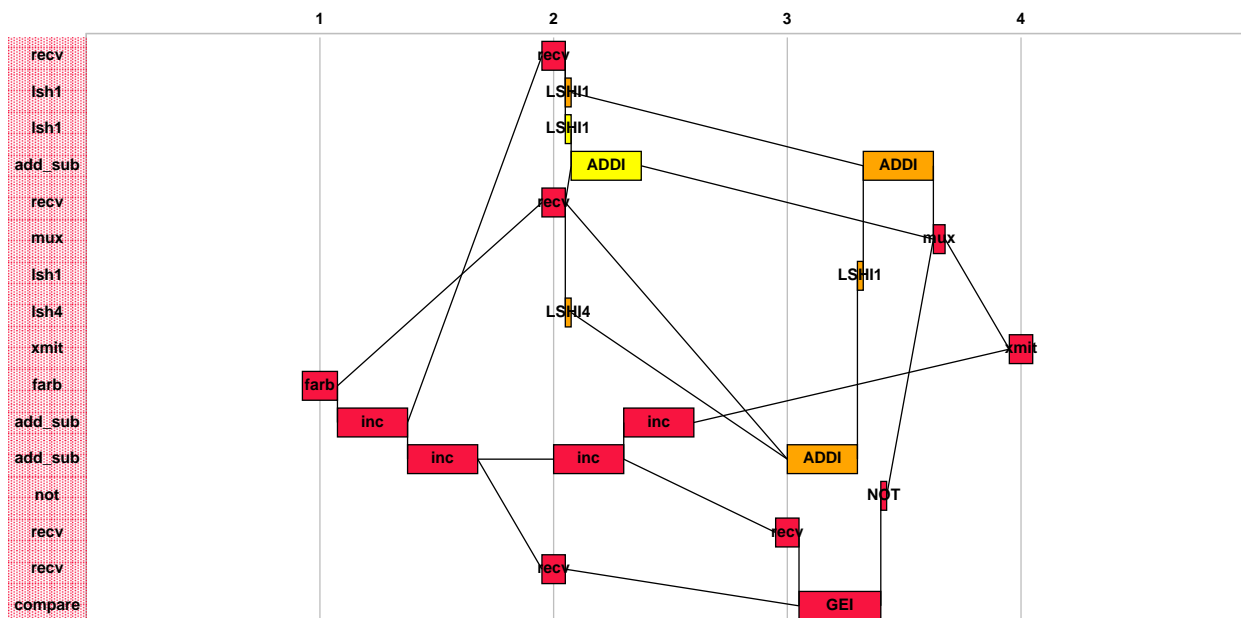 1 2 3 4
recv recv
lsh1 LSHI1
lsh1 LSHI1
add_sub ADDI ADDI
recv recv
mux mux
lsh1 LSHI1
lsh4 LSHI4
xmit xmit
farb farb
add_sub inc inc
add_sub inc inc ADDI
not NOT
recv recv
recv recv
compare GEI